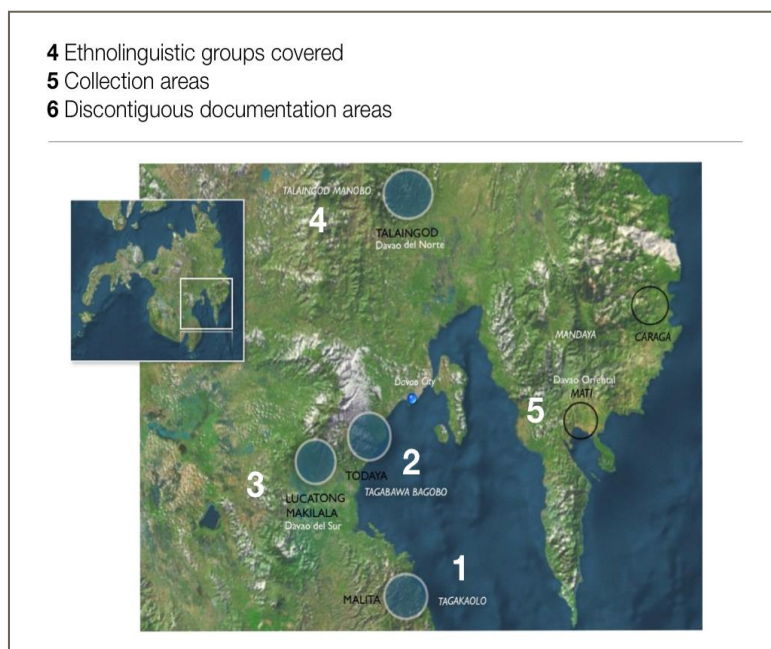 4 Ethnolinguistic groups covered
5 Collection areas
6 Discontiguous documentation areas
TALAINGOD MANOBO
4
TALAINGOD
Davao del Norte
MANDAYA
CARAGA
Davao City
Davao Oriental
MATI
5
3
TODAYA
2
TAGABAWA BAGOBO
LUCATONG
MAKILALA
Davao del Sur
1
MALITA
TAGAKAOLO